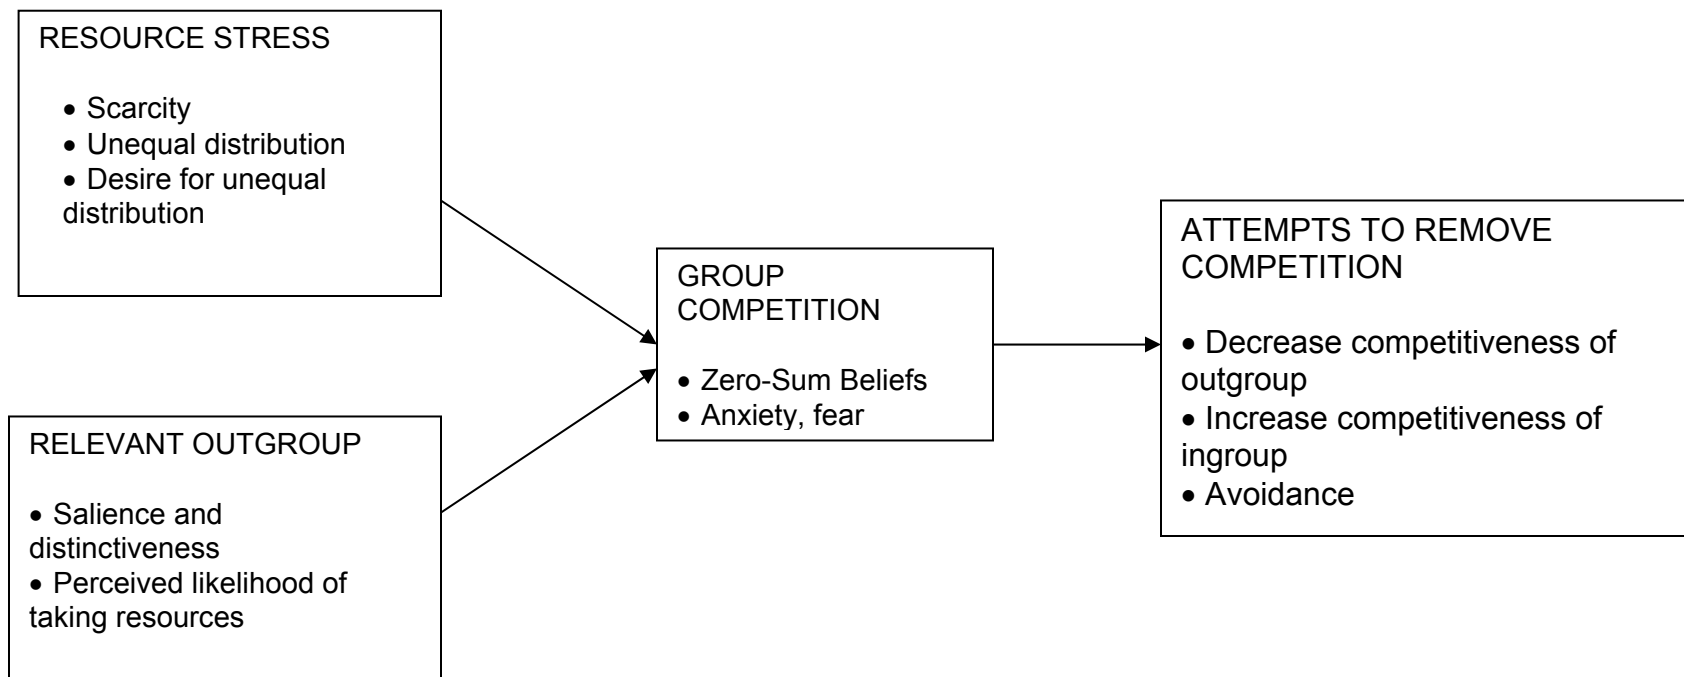 RESOURCE STRESS
• Scarcity
• Unequal distribution
• Desire for unequal
distribution
RELEVANT OUTGROUP
• Salience and
distinctiveness
• Perceived likelihood of
taking resources
GROUP
COMPETITION
• Zero-Sum Beliefs
• Anxiety, fear
ATTEMPTS TO REMOVE
COMPETITION
• Decrease competitiveness of
outgroup
• Increase competitiveness of
ingroup
• Avoidance